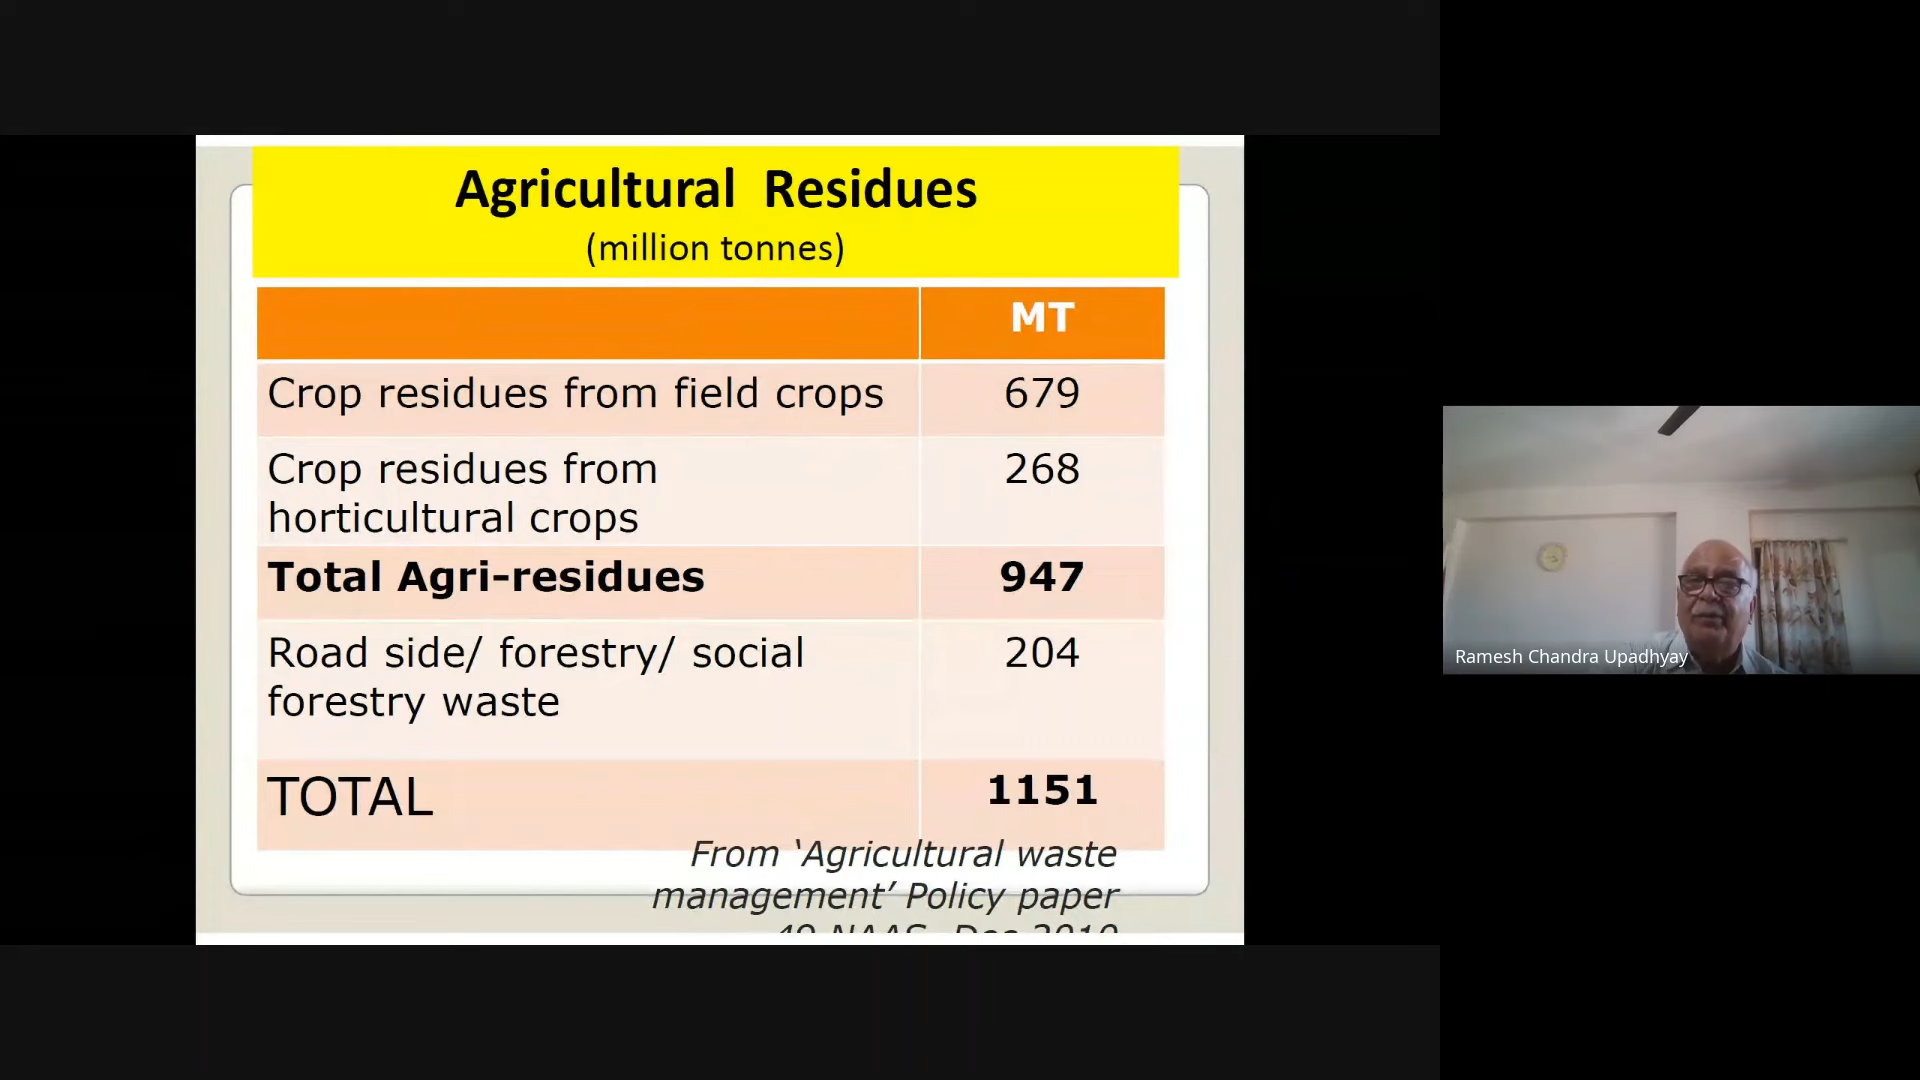 Agricultural Residues
(million tonnes)
MT
Crop residues from field crops 679
Crop residues from 268
horticultural crops
Total Agri-residues 947
Road side/ forestry/ social 204
forestry waste
TOTAL 1151
From ‘Agricultural waste
management’ Policy paper
NAAS
Ramesh Chandra Upadhyay